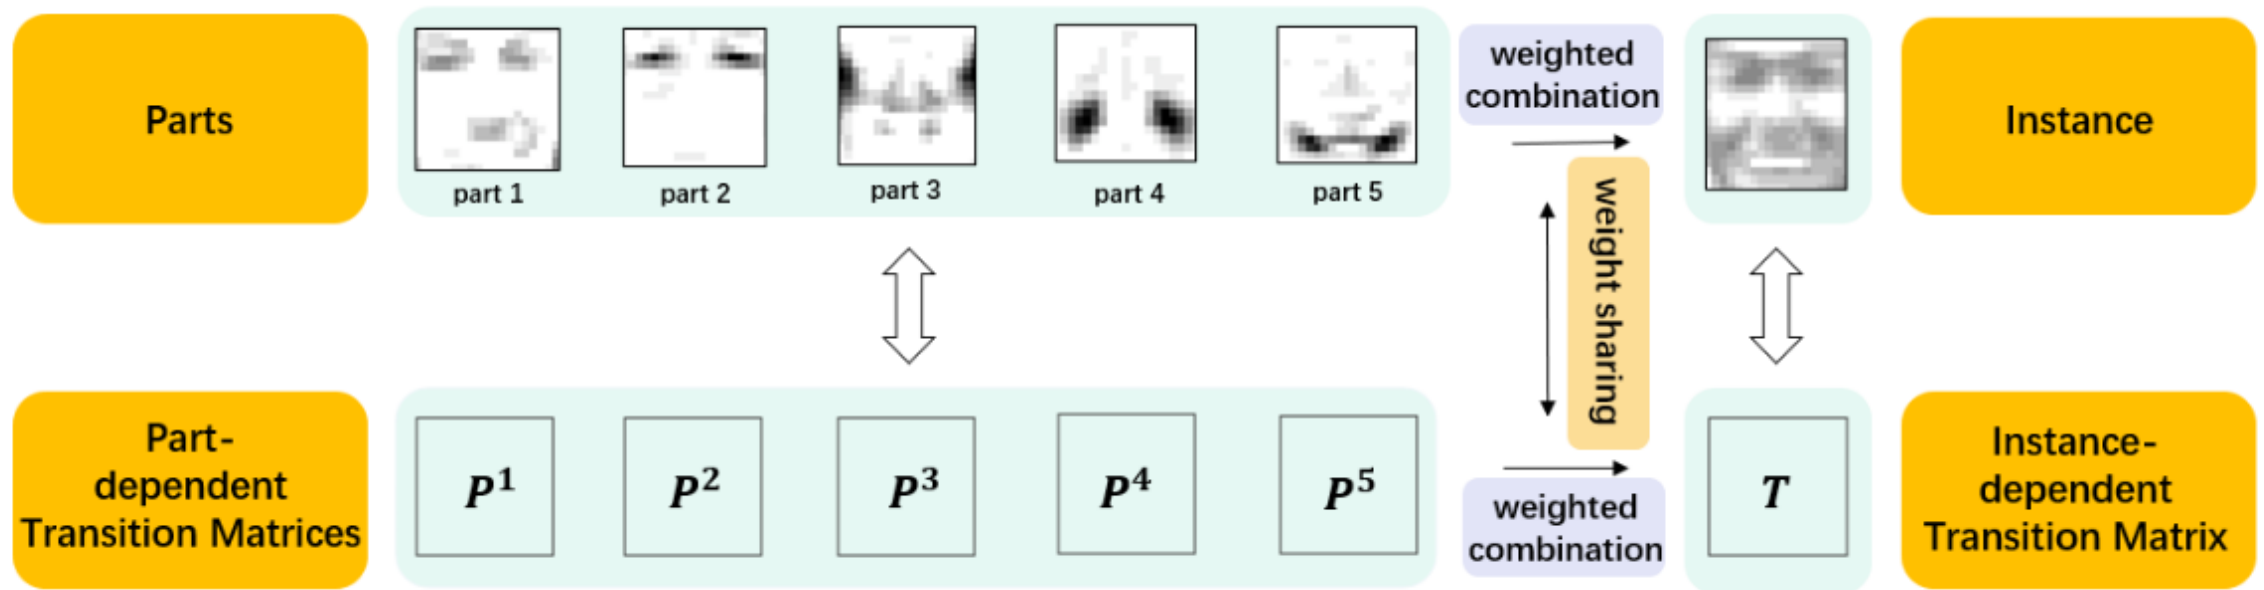 Parts
part 1
part 2
part 3
part 4
part 5
weighted
combination
Instance
weight sharing
Part-
dependent
Transition Matrices
P¹
P²
P³
P⁴
P⁵
weighted
combination
T
Instance-
dependent
Transition Matrix